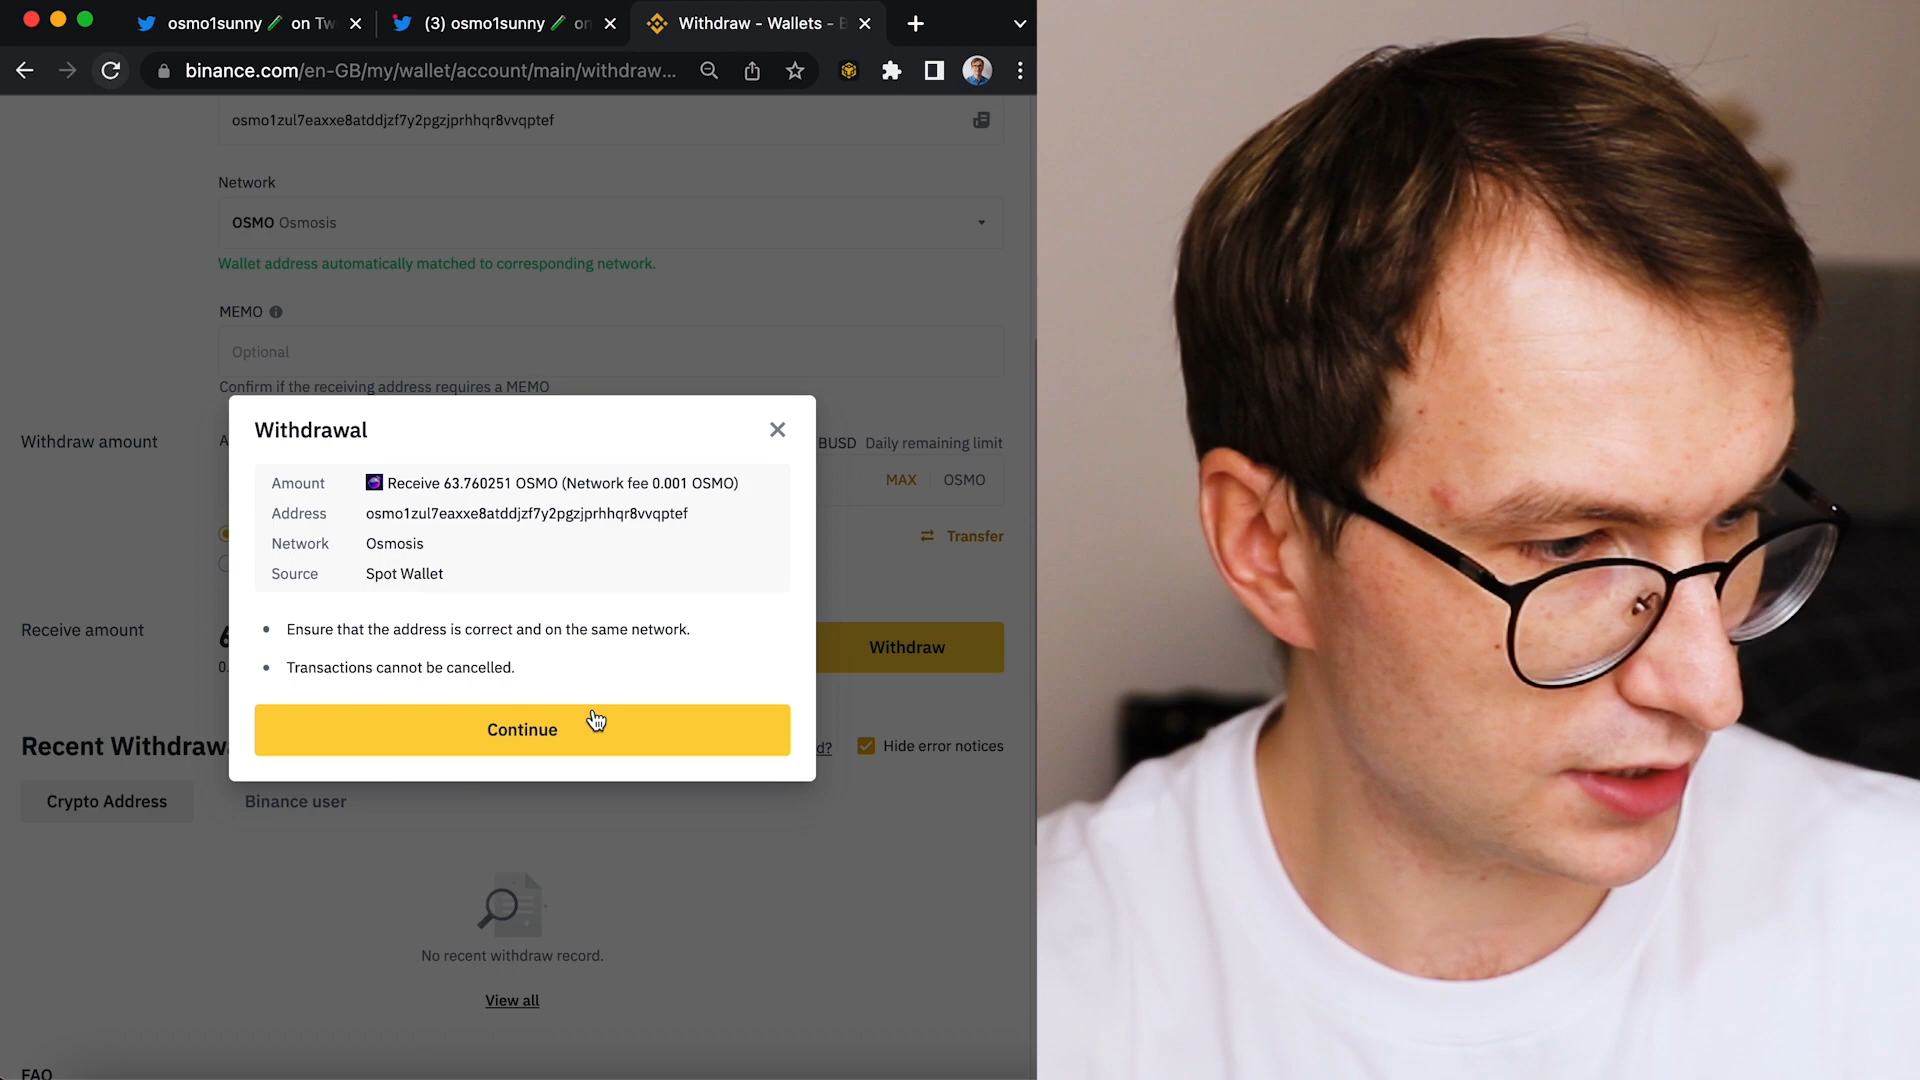 osmo1sunny on Tw
(3) osmo1sunny on
Withdraw - Wallets - B
binance.com/en-GB/my/wallet/account/main/withdraw...
osmo1zul7eaxxe8atddjzf7y2pgzjprhhqr8vvqptef
Network
OSMO Osmosis
Wallet address automatically matched to corresponding network.
MEMO
Optional
Confirm if the receiving address requires a MEMO
Withdraw amount
BUSD Daily remaining limit
MAX OSMO
Transfer
Withdrawal
Amount Receive 63.760251 OSMO (Network fee 0.001 OSMO)
Address osmo1zul7eaxxe8atddjzf7y2pgzjprhhqr8vvqptef
Network Osmosis
Source Spot Wallet
Ensure that the address is correct and on the same network.
Transactions cannot be cancelled.
Continue
Receive amount
0.
Withdraw
Recent Withdraw
d?
Hide error notices
Crypto Address
Binance user
No recent withdraw record.
View all
FAQ